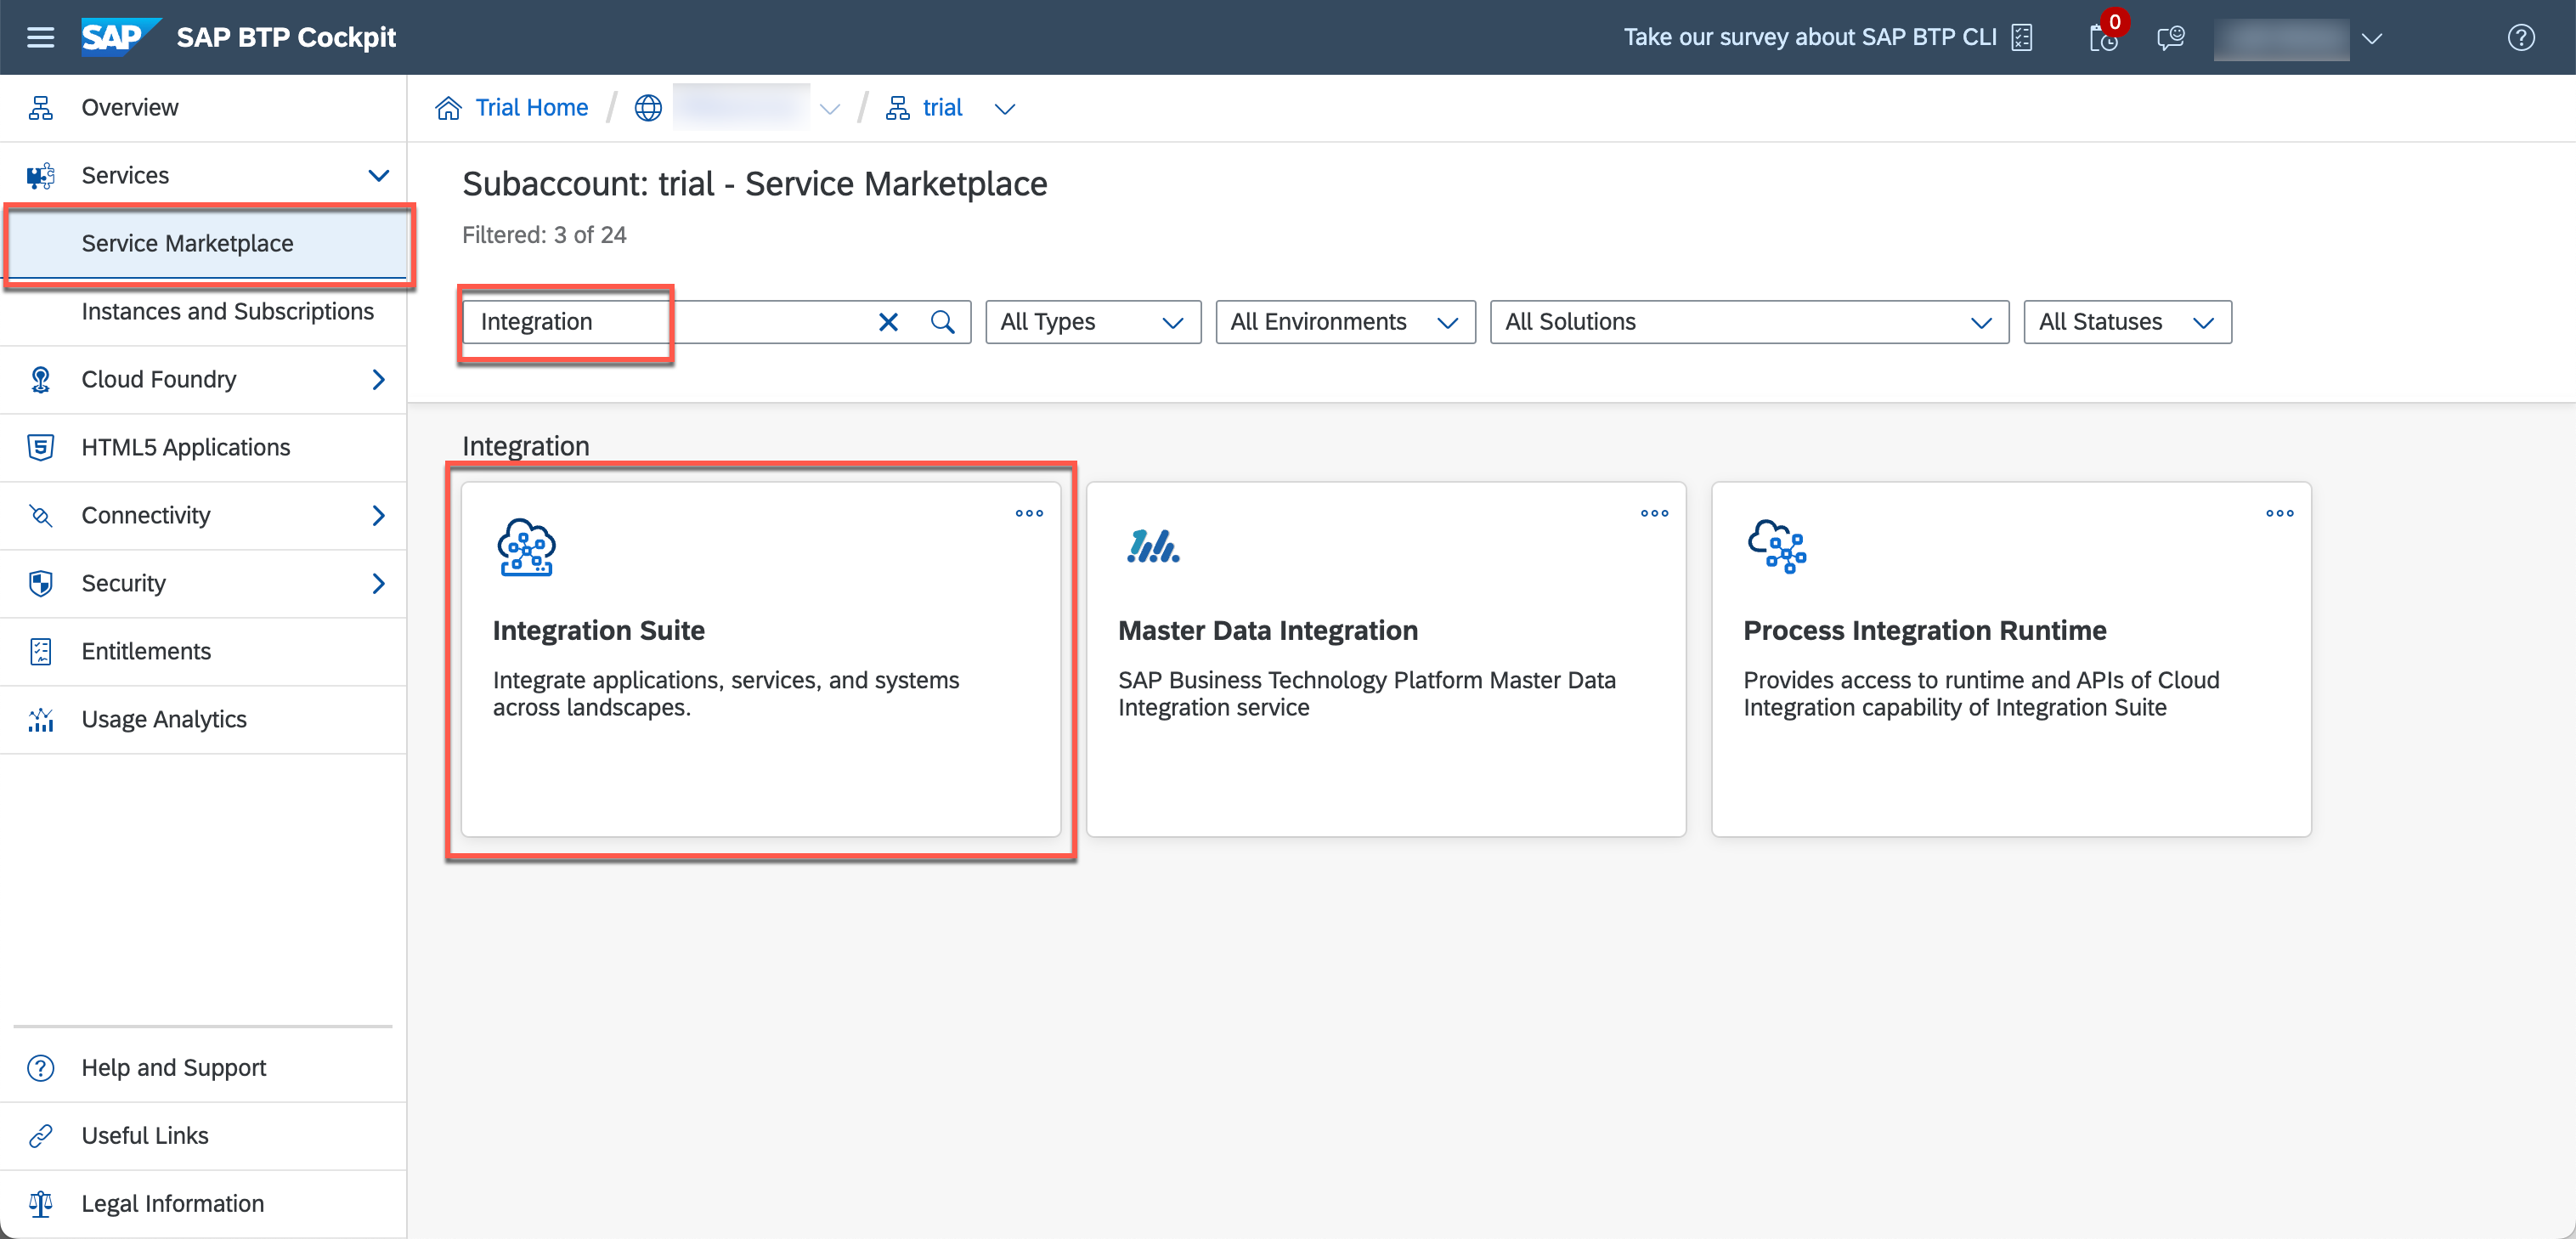 SAP SAP BTP Cockpit
Take our survey about SAP BTP CLI
0
Overview
Services
Service Marketplace
Instances and Subscriptions
Cloud Foundry
HTML5 Applications
Connectivity
Security
Entitlements
Usage Analytics
Help and Support
Useful Links
Legal Information
Trial Home / / trial
Subaccount: trial - Service Marketplace
Filtered: 3 of 24
Integration
All Types
All Environments
All Solutions
All Statuses
Integration
Integration Suite
Integrate applications, services, and systems
across landscapes.
Master Data Integration
SAP Business Technology Platform Master Data
Integration service
Process Integration Runtime
Provides access to runtime and APIs of Cloud
Integration capability of Integration Suite